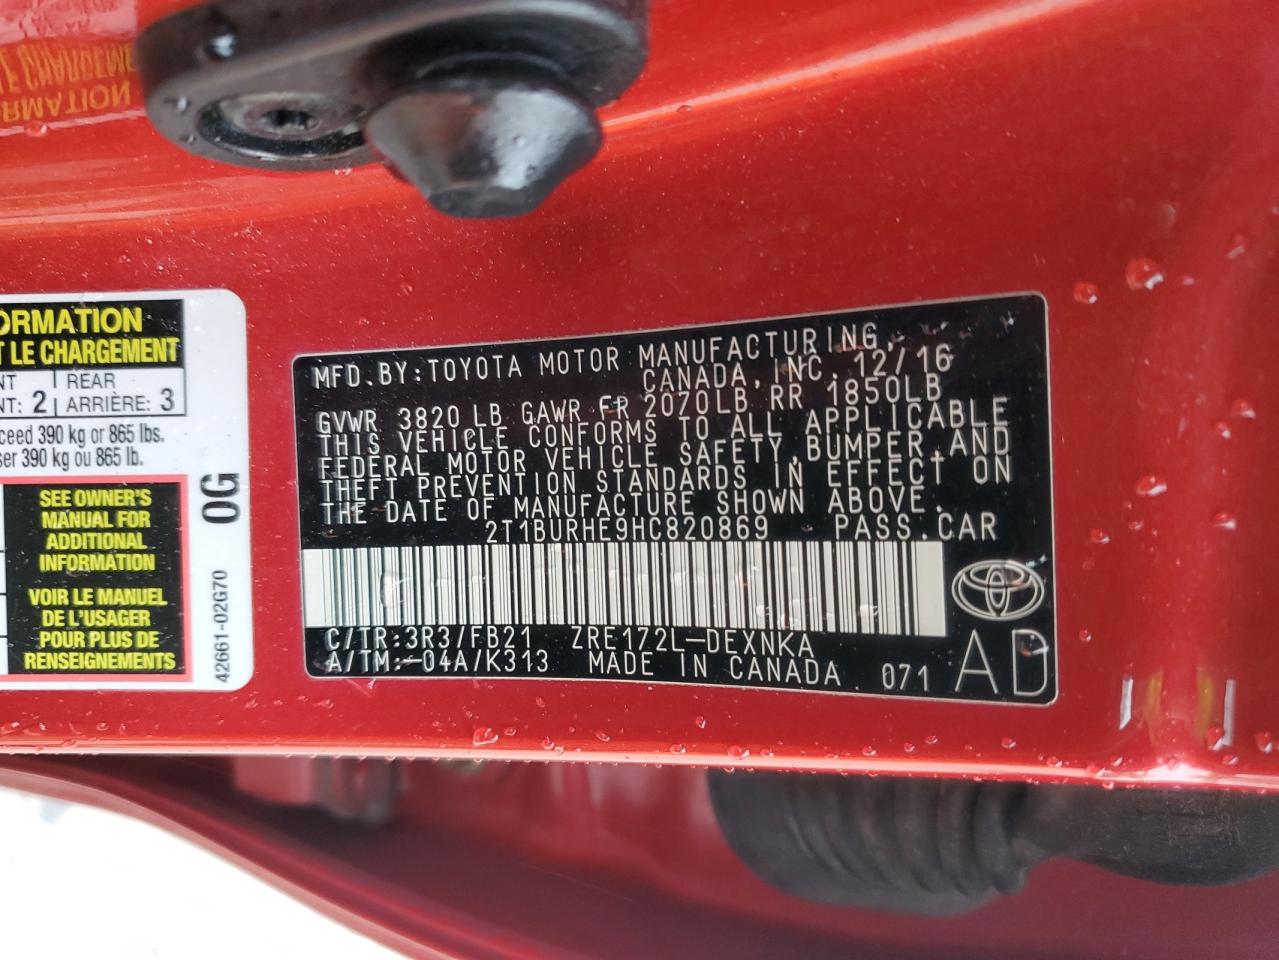 LE CHARGEME
RMATION
ORMATION
T LE CHARGEMENT
NT 2 REAR
NT: ARRIÈRE: 3
ceed 390 kg or 865 lbs.
ser 390 kg ou 865 lb.
SEE OWNER'S
MANUAL FOR
ADDITIONAL
INFORMATION
VOIR LE MANUEL
DE L'USAGER
POUR PLUS DE
RENSEIGNEMENTS
0G
42661-02G70
MFD.BY:TOYOTA MOTOR MANUFACTURING,
CANADA, INC. 12/16
GVWR 3820 LB GAWR FR 2070LB RR 1850LB
THIS VEHICLE CONFORMS TO ALL APPLICABLE
FEDERAL MOTOR VEHICLE SAFETY,BUMPER,AND
THEFT PREVENTION STANDARDS IN EFFECT ON
THE DATE OF MANUFACTURE SHOWN ABOVE.
2T1BURHE9HC820869 PASS.CAR
C/TR:3R3/FB21 ZRE172L-DEXNKA
A/TM:-04A/K313 MADE IN CANADA 071 AD